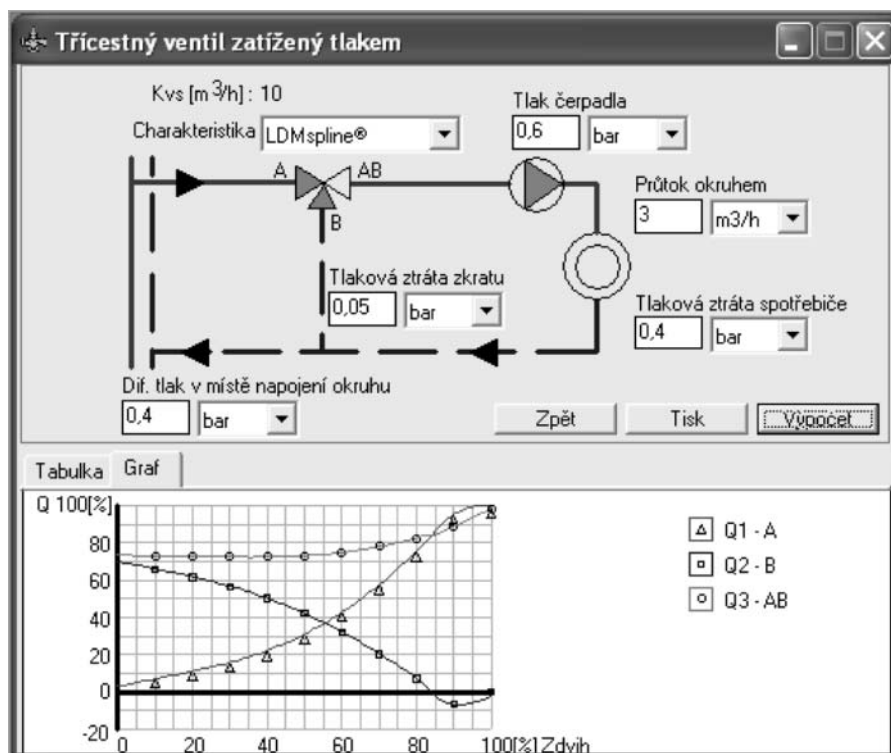 Třícestný ventil zatížený tlakem
Kvs [m³/h] : 10
Charakteristika LDMspline®
Tlak čerpadla
0,6 bar
A AB
B
Průtok okruhem
3 m3/h
Tlaková ztráta zkratu
0,05 bar
Tlaková ztráta spotřebiče
0,4 bar
Dif. tlak v místě napojení okruhu
0,4 bar
Zpět Tisk Výpočet
Tabulka Graf
Q 100[%]
80
60
40
20
0
-20
0 20 40 60 80 100[%] Zdvih
Q1 - A
Q2 - B
Q3 - AB